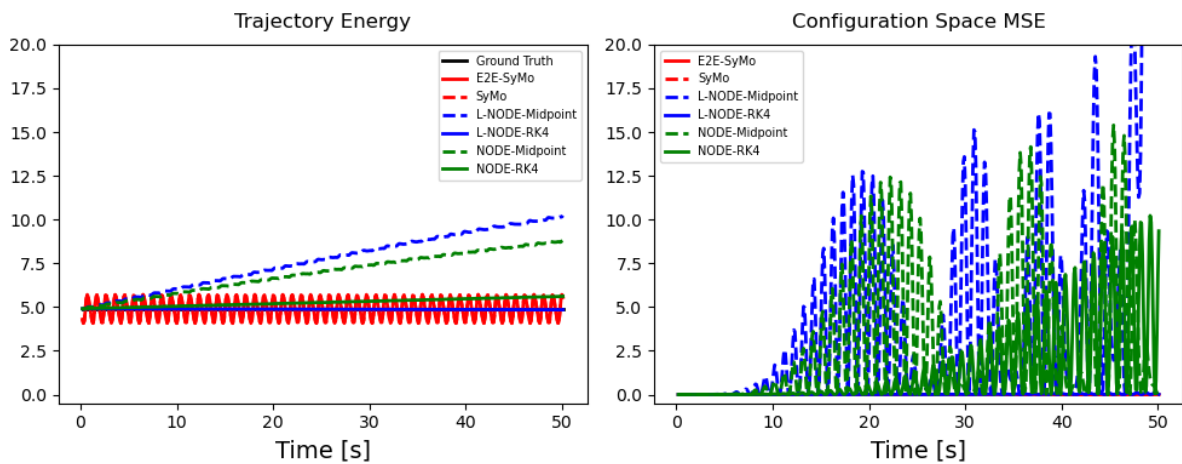 Trajectory Energy
20.0
17.5
15.0
12.5
10.0
7.5
5.0
2.5
0.0
Ground Truth
E2E-SyMo
SyMo
L-NODE-Midpoint
L-NODE-RK4
NODE-Midpoint
NODE-RK4
0
10
20
30
40
50
Time [s]
Configuration Space MSE
20.0
17.5
15.0
12.5
10.0
7.5
5.0
2.5
0.0
E2E-SyMo
SyMo
L-NODE-Midpoint
L-NODE-RK4
NODE-Midpoint
NODE-RK4
0
10
20
30
40
50
Time [s]